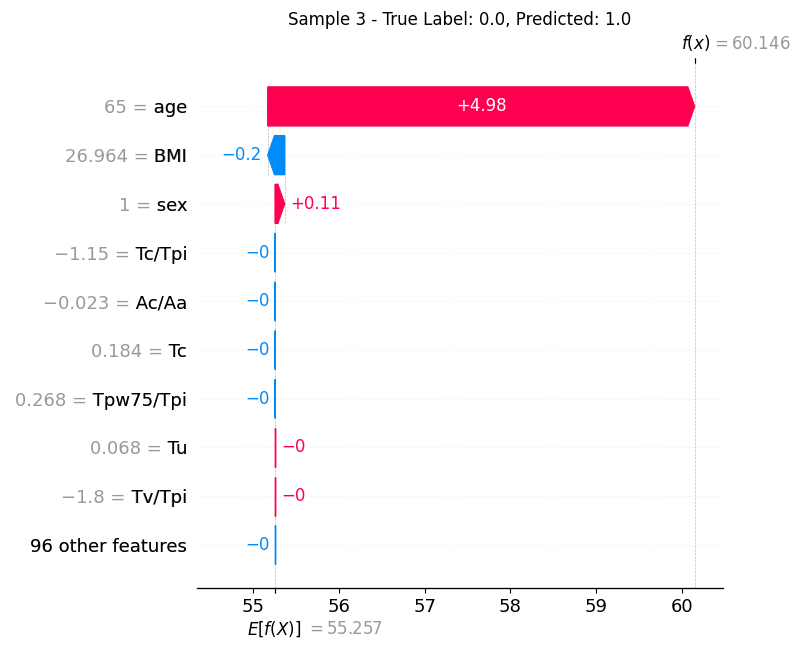 Sample 3 - True Label: 0.0, Predicted: 1.0
f(x) = 60.146
65 = age
+4.98
26.964 = BMI
−0.2
1 = sex
+0.11
−1.15 = Tc/Tpi
−0
−0.023 = Ac/Aa
−0
0.184 = Tc
−0
0.268 = Tpw75/Tpi
−0
0.068 = Tu
−0
−1.8 = Tv/Tpi
−0
96 other features
−0
55 56 57 58 59 60
E[f(X)] = 55.257